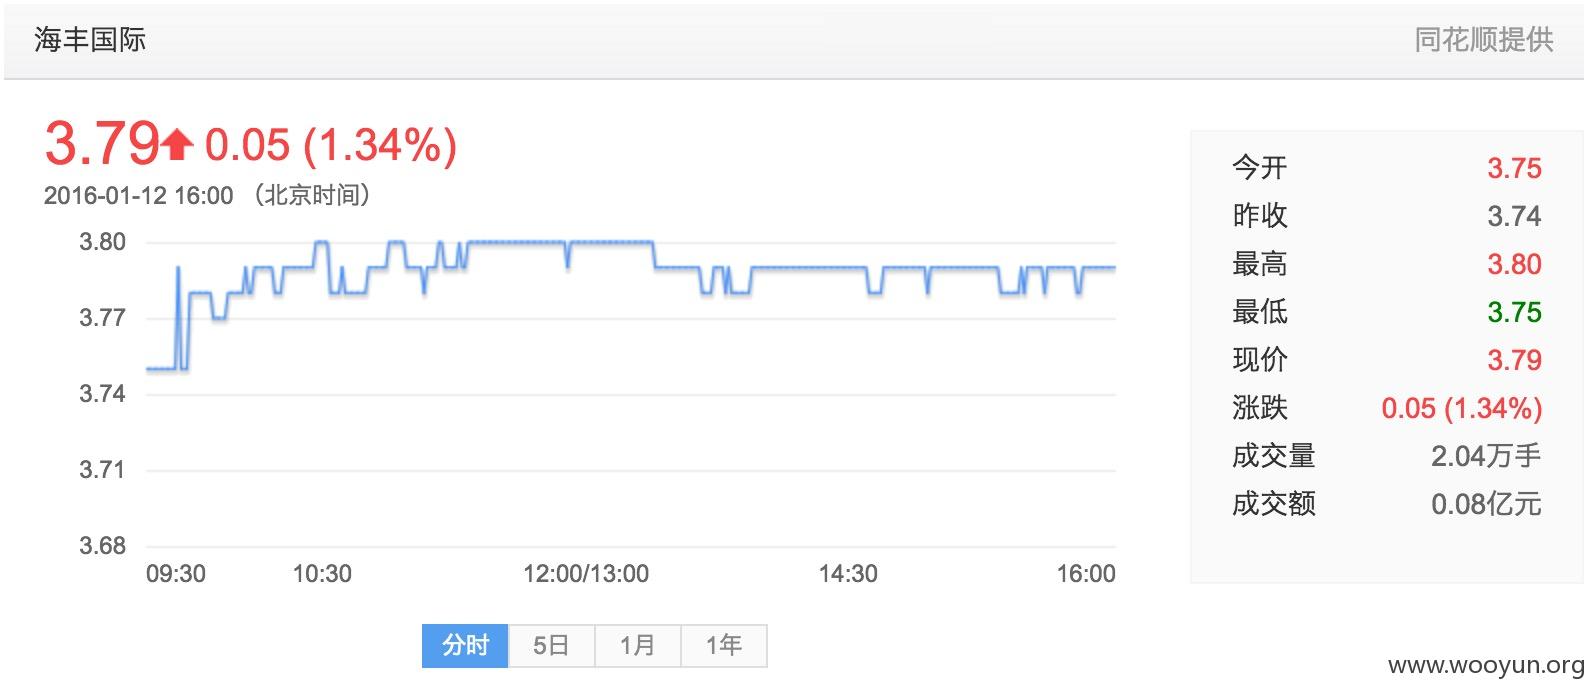 海丰国际 同花顺提供
3.79 0.05 (1.34%)
2016-01-12 16:00 （北京时间）
3.80
3.77
3.74
3.71
3.68
09:30 10:30 12:00/13:00 14:30 16:00
分时 5日 1月 1年
今开 3.75
昨收 3.74
最高 3.80
最低 3.75
现价 3.79
涨跌 0.05 (1.34%)
成交量 2.04万手
成交额 0.08亿元
www.wooyun.org